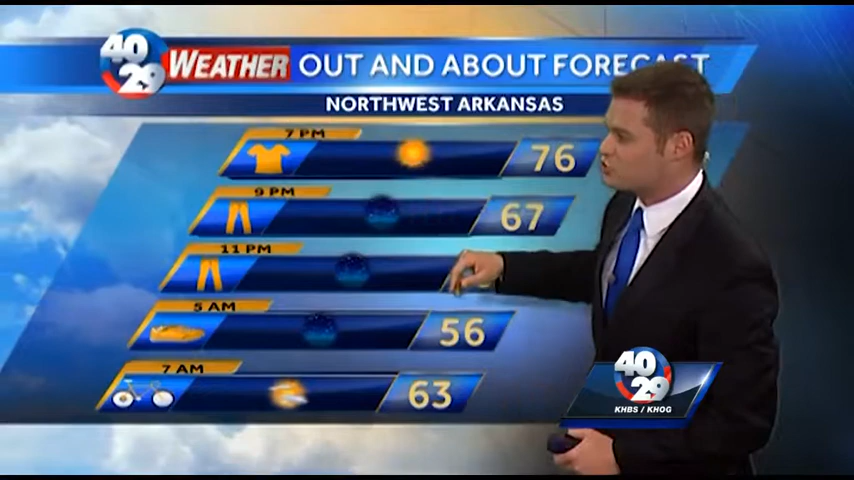 40
29
WEATHER
OUT AND ABOUT FORECAST
NORTHWEST ARKANSAS
7 PM
76
9 PM
67
11 PM
5 AM
56
7 AM
63
40
29
KHBS / KHOG